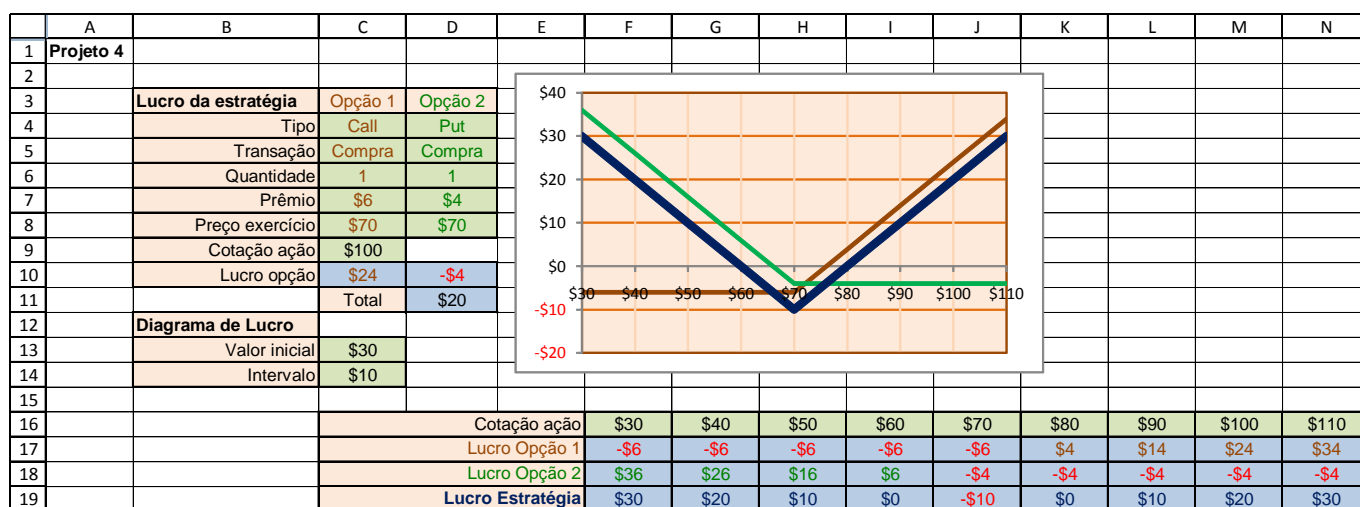 A B C D E F G H I J K L M N
1 Projeto 4
2
3 Lucro da estratégia Opção 1 Opção 2
4 Tipo Call Put
5 Transação Compra Compra
6 Quantidade 1 1
7 Prêmio $6 $4
8 Preço exercício $70 $70
9 Cotação ação $100
10 Lucro opção $24 -$4
11 Total $20
12 Diagrama de Lucro
13 Valor inicial $30
14 Intervalo $10
15
$40
$30
$20
$10
$0
$30 $40 $50 $60 $70 $80 $90 $100 $110
-$10
-$20
16 Cotação ação $30 $40 $50 $60 $70 $80 $90 $100 $110
17 Lucro Opção 1 -$6 -$6 -$6 -$6 -$6 $4 $14 $24 $34
18 Lucro Opção 2 $36 $26 $16 $6 -$4 -$4 -$4 -$4 -$4
19 Lucro Estratégia $30 $20 $10 $0 -$10 $0 $10 $20 $30